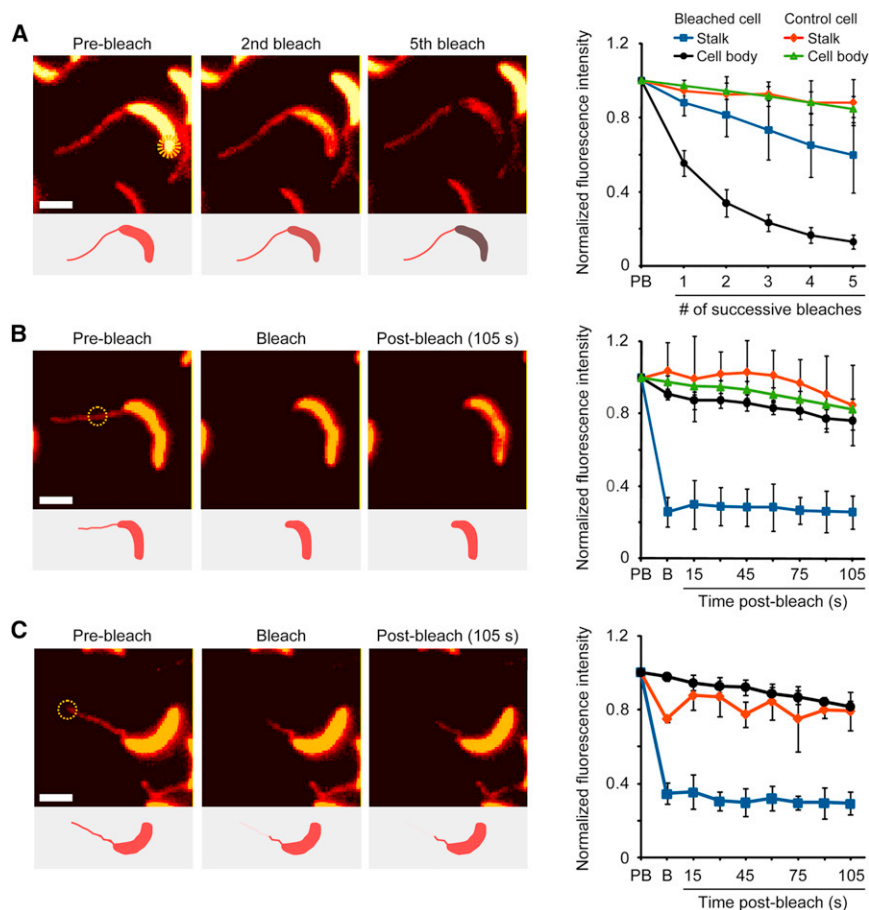 A
Pre-bleach 2nd bleach 5th bleach
Bleached cell Control cell
Stalk Stalk
Cell body Cell body
Normalized fluorescence intensity
1.2
0.8
0.4
0
PB 1 2 3 4 5
# of successive bleaches
B
Pre-bleach Bleach Post-bleach (105 s)
Normalized fluorescence intensity
1.2
0.8
0.4
0
PB B 15 45 75 105
Time post-bleach (s)
C
Pre-bleach Bleach Post-bleach (105 s)
Normalized fluorescence intensity
1.2
0.8
0.4
0
PB B 15 45 75 105
Time post-bleach (s)